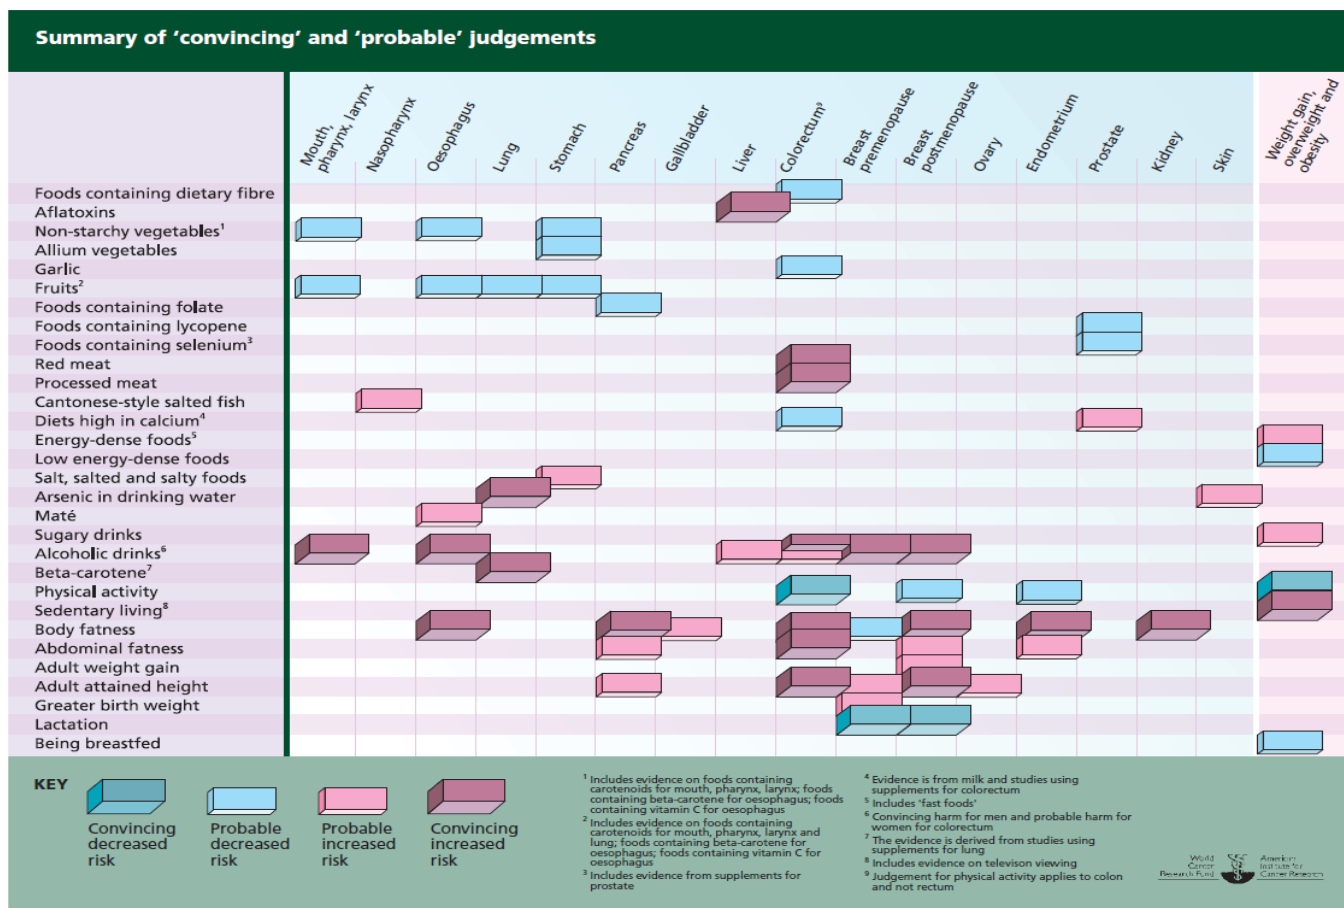 Summary of ‘convincing’ and ‘probable’ judgements
Mouth,
pharynx, larynx
Nasopharynx
Oesophagus
Lung
Stomach
Pancreas
Gallbladder
Liver
Colorectum⁹
Breast
premenopause
Breast
postmenopause
Ovary
Endometrium
Prostate
Kidney
Skin
Weight gain,
overweight and
obesity
Foods containing dietary fibre
Aflatoxins
Non-starchy vegetables¹
Allium vegetables
Garlic
Fruits²
Foods containing folate
Foods containing lycopene
Foods containing selenium³
Red meat
Processed meat
Cantonese-style salted fish
Diets high in calcium⁴
Energy-dense foods⁵
Low energy-dense foods
Salt, salted and salty foods
Arsenic in drinking water
Maté
Sugary drinks
Alcoholic drinks⁶
Beta-carotene⁷
Physical activity
Sedentary living⁸
Body fatness
Abdominal fatness
Adult weight gain
Adult attained height
Greater birth weight
Lactation
Being breastfed
KEY
Convincing
decreased
risk
Probable
decreased
risk
Probable
increased
risk
Convincing
increased
risk
¹ Includes evidence on foods containing
carotenoids for mouth, pharynx, larynx; foods
containing beta-carotene for oesophagus; foods
containing vitamin C for oesophagus
² Includes evidence on foods containing
carotenoids for mouth, pharynx, larynx and
lung; foods containing beta-carotene for
oesophagus; foods containing vitamin C for
oesophagus
³ Includes evidence from supplements for
prostate
⁴ Evidence is from milk and studies using
supplements for colorectum
⁵ Includes 'fast foods'
⁶ Convincing harm for men and probable harm for
women for colorectum
⁷ The evidence is derived from studies using
supplements for lung
⁸ Includes evidence on televison viewing
⁹ Judgement for physical activity applies to colon
and not rectum
World
Cancer
Research Fund
American
Institute for
Cancer Research